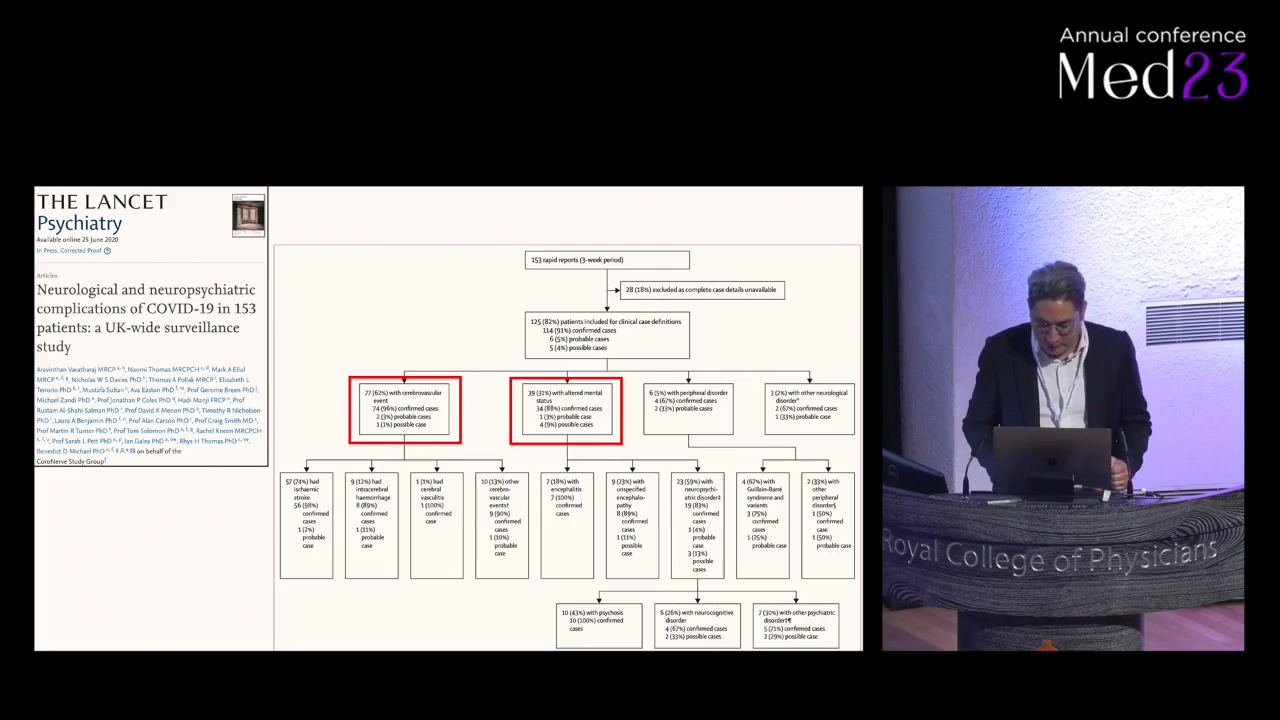 Annual conference
Med23
THE LANCET
Psychiatry
Available online 25 June 2020
In Press, Corrected Proof
Articles
Neurological and neuropsychiatric
complications of COVID-19 in 153
patients: a UK-wide surveillance
study
Aravinthan Varatharaj MRCP, Naomi Thomas MRCPCH, Mark A Ellul
MRCP, Nicholas W S Davies PhD, Thomas A Pollak MRCP, Elizabeth L
Tenorio PhD, Mustafa Sultan, Ava Easton PhD, Prof Gerome Breen PhD,
Michael Zandi PhD, Prof Jonathan P Coles PhD, Hadi Manji FRCP, Prof
Rustam Al-Shahi Salman PhD, Prof David K Menon PhD, Timothy R Nicholson
PhD, Laura A Benjamin PhD, Prof Alan Carson PhD, Prof Craig Smith MD,
Prof Martin R Turner PhD, Prof Tom Solomon PhD, Rachel Kneen MRCPCH
Prof Sarah L Pett PhD, Ian Galea PhD, Rhys H Thomas PhD,
Benedict D Michael PhD on behalf of the
CoroNerve Study Group†
153 rapid reports (3-week period)
28 (18%) excluded as complete case details unavailable
125 (82%) patients included for clinical case definitions
114 (91%) confirmed cases
6 (5%) probable cases
5 (4%) possible cases
77 (62%) with cerebrovascular
event
74 (96%) confirmed cases
2 (3%) probable cases
1 (1%) possible case
39 (31%) with altered mental
status
34 (88%) confirmed cases
1 (3%) probable cases
4 (9%) possible cases
6 (5%) with peripheral disorder
4 (67%) confirmed cases
2 (33%) probable cases
3 (2%) with other neurological
disorder*
2 (67%) confirmed cases
1 (33%) probable case
57 (74%) had
ischaemic
stroke
56 (98%)
confirmed
cases
1 (2%)
probable
case
9 (12%) had
intracerebral
haemorrhage
8 (89%)
confirmed
cases
1 (11%)
probable
case
1 (1%) had
cerebral
vasculitis
1 (100%)
confirmed
case
10 (13%) other
cerebro-
vascular
events†
9 (90%)
confirmed
cases
1 (10%)
probable
case
7 (18%) with
encephalitis
7 (100%)
confirmed
cases
9 (23%) with
unspecified
encephalo-
pathy
8 (89%)
confirmed
cases
1 (11%)
possible
case
23 (59%) with
neuropsychi-
atric disorder‡
19 (83%)
confirmed
cases
1 (4%)
probable
case
3 (13%)
possible
cases
4 (67%) with
Guillain-Barré
syndrome and
variants
3 (75%)
confirmed
cases
1 (25%)
probable case
2 (33%) with
other
peripheral
disorder§
1 (50%)
confirmed
case
1 (50%)
probable case
10 (43%) with psychosis
10 (100%) confirmed
cases
6 (26%) with neurocognitive
disorder
4 (67%) confirmed cases
2 (33%) possible cases
7 (30%) with other psychiatric
disorder‡¶
5 (71%) confirmed cases
2 (29%) possible case
Royal College of Physicians